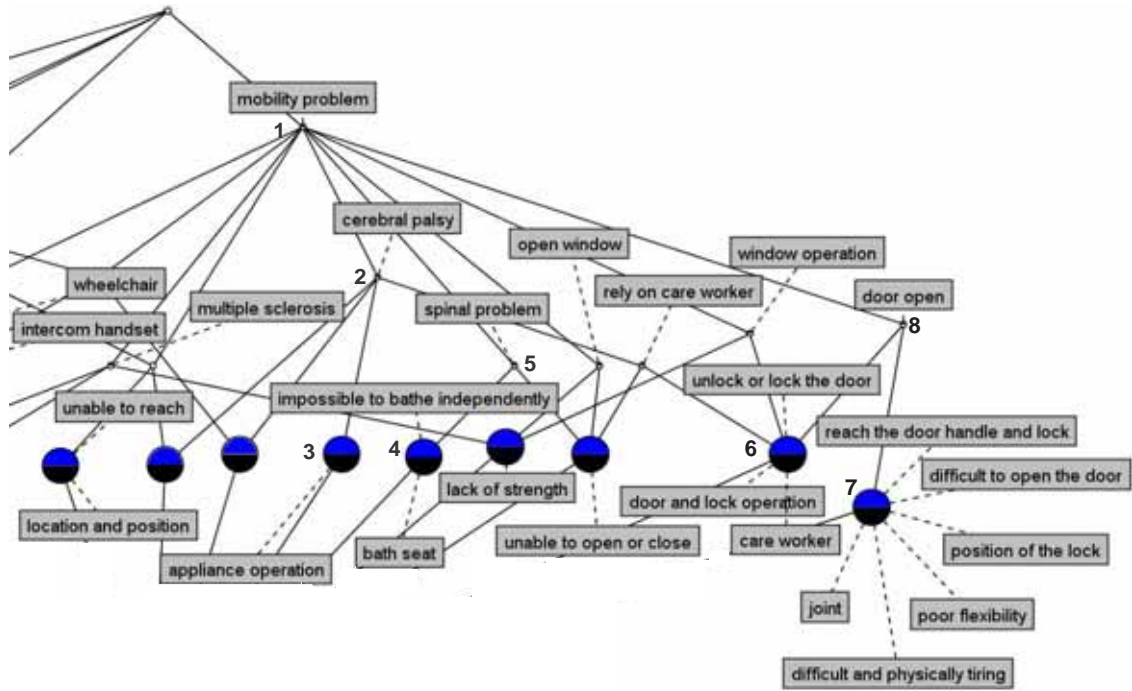 mobility problem
1
cerebral palsy
open window
window operation
wheelchair
2
rely on care worker
door open
multiple sclerosis
spinal problem
intercom handset
8
5
unlock or lock the door
impossible to bathe independently
unable to reach
reach the door handle and lock
3
4
6
difficult to open the door
lack of strength
7
door and lock operation
location and position
unable to open or close
care worker
position of the lock
bath seat
appliance operation
joint
poor flexibility
difficult and physically tiring